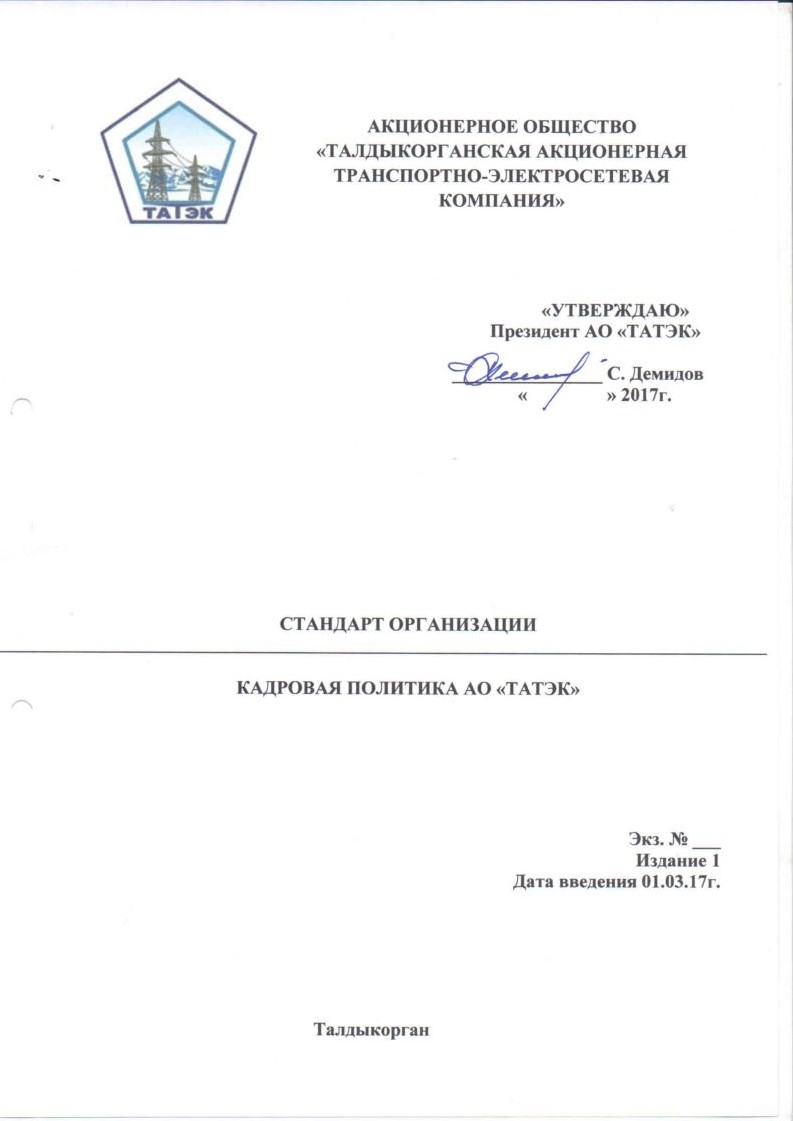 ТАТЭК
АКЦИОНЕРНОЕ ОБЩЕСТВО
«ТАЛДЫКОРГАНСКАЯ АКЦИОНЕРНАЯ
ТРАНСПОРТНО-ЭЛЕКТРОСЕТЕВАЯ
КОМПАНИЯ»
«УТВЕРЖДАЮ»
Президент АО «ТАТЭК»
С. Демидов
« » 2017г.
СТАНДАРТ ОРГАНИЗАЦИИ
КАДРОВАЯ ПОЛИТИКА АО «ТАТЭК»
Экз. № ___
Издание 1
Дата введения 01.03.17г.
Талдыкорган